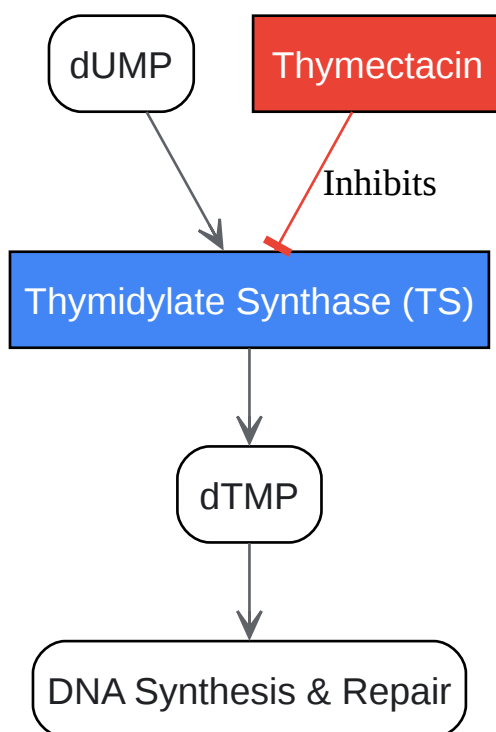 dUMP
Thymectacin
Inhibits
Thymidylate Synthase (TS)
dTMP
DNA Synthesis & Repair